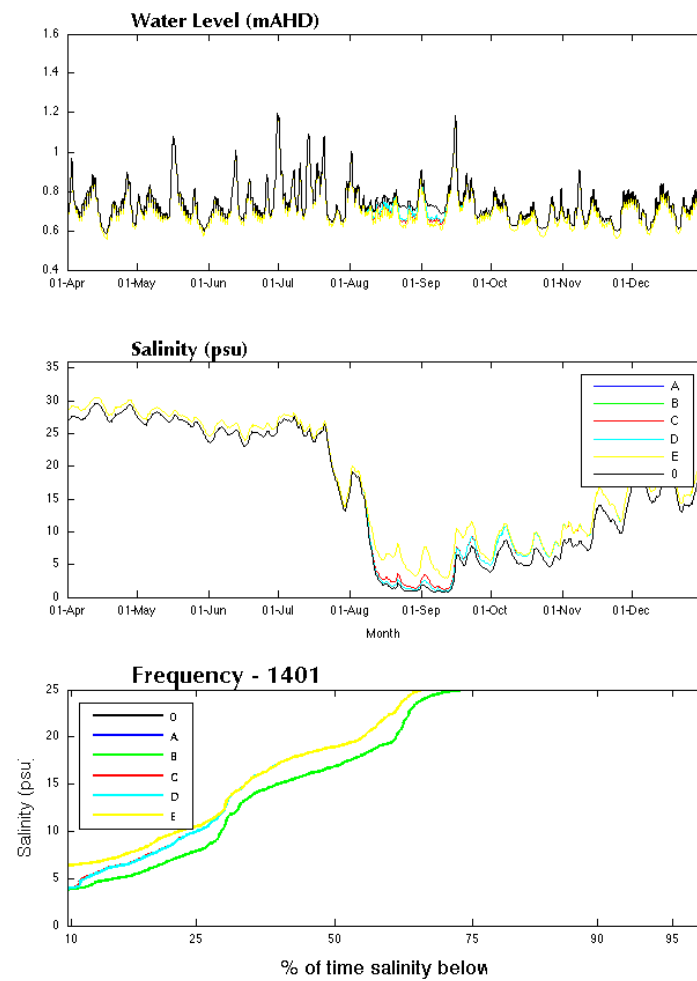 Water Level (mAHD)
1.6
1.4
1.2
1
0.8
0.6
0.4
01-Apr 01-May 01-Jun 01-Jul 01-Aug 01-Sep 01-Oct 01-Nov 01-Dec
Salinity (psu)
35
30
25
20
15
10
5
0
A
B
C
D
E
0
01-Apr 01-May 01-Jun 01-Jul 01-Aug 01-Sep 01-Oct 01-Nov 01-Dec
Month
Frequency - 1401
Salinity (psu)
25
20
15
10
5
0
0
A
B
C
D
E
10 25 50 75 90 95
% of time salinity below